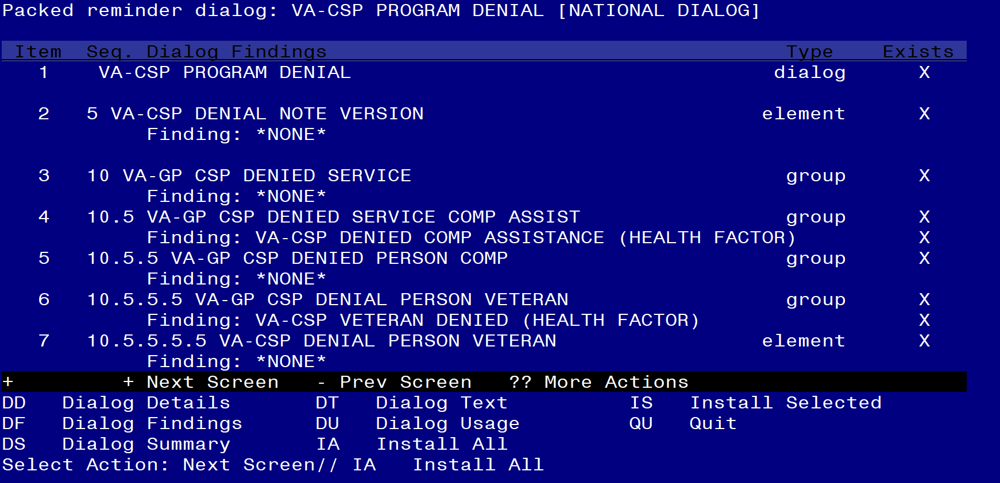 Packed reminder dialog: VA-CSP PROGRAM DENIAL [NATIONAL DIALOG]
Item Seq. Dialog Findings Type Exists
1 VA-CSP PROGRAM DENIAL dialog X
2 5 VA-CSP DENIAL NOTE VERSION element X
Finding: *NONE*
3 10 VA-GP CSP DENIED SERVICE group X
Finding: *NONE*
4 10.5 VA-GP CSP DENIED SERVICE COMP ASSIST group X
Finding: VA-CSP DENIED COMP ASSISTANCE (HEALTH FACTOR) X
5 10.5.5 VA-GP CSP DENIED PERSON COMP group X
Finding: *NONE*
6 10.5.5.5 VA-GP CSP DENIAL PERSON VETERAN group X
Finding: VA-CSP VETERAN DENIED (HEALTH FACTOR) X
7 10.5.5.5.5 VA-CSP DENIAL PERSON VETERAN element X
Finding: *NONE*
+ + Next Screen - Prev Screen ?? More Actions
DD Dialog Details DT Dialog Text IS Install Selected
DF Dialog Findings DU Dialog Usage QU Quit
DS Dialog Summary IA Install All
Select Action: Next Screen// IA Install All